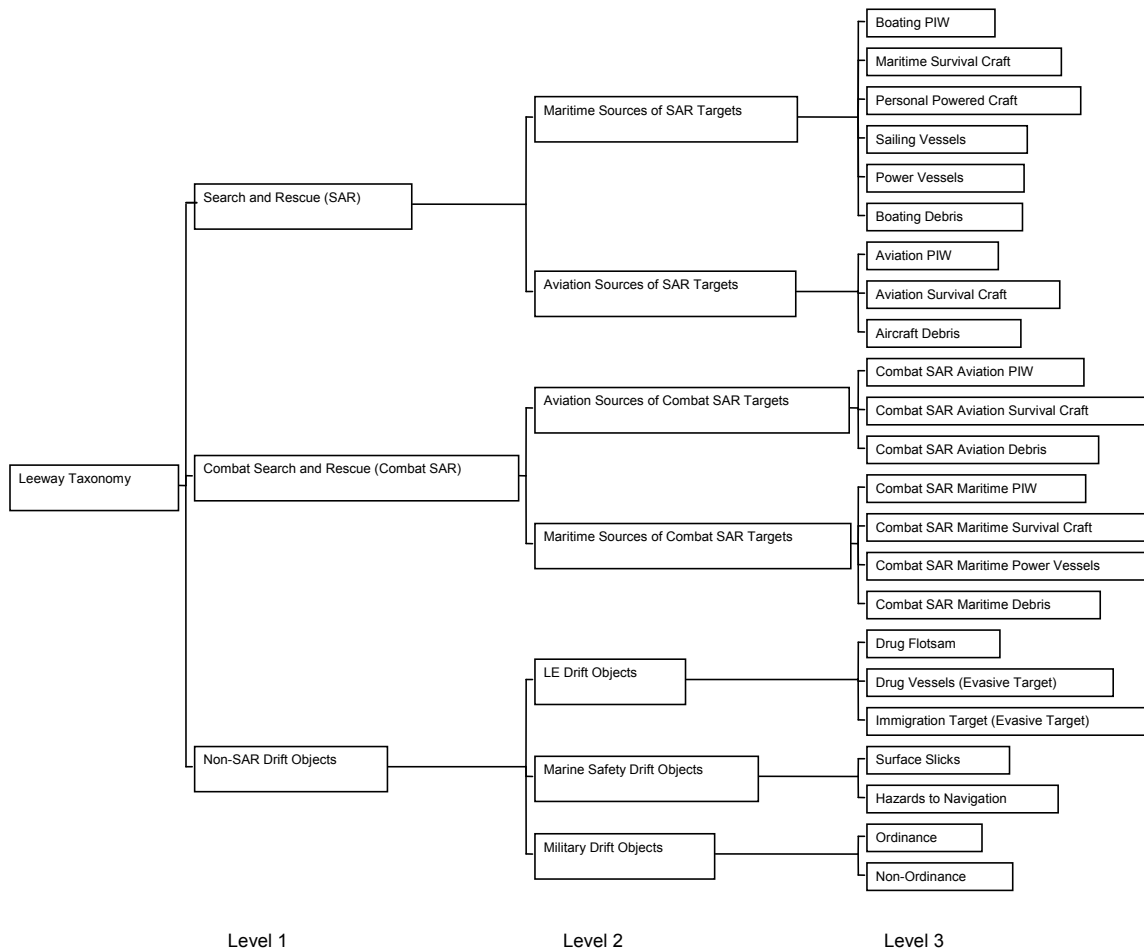 Leeway Taxonomy
Search and Rescue (SAR)
Maritime Sources of SAR Targets
Boating PIW
Maritime Survival Craft
Personal Powered Craft
Sailing Vessels
Power Vessels
Boating Debris
Aviation Sources of SAR Targets
Aviation PIW
Aviation Survival Craft
Aircraft Debris
Combat Search and Rescue (Combat SAR)
Aviation Sources of Combat SAR Targets
Combat SAR Aviation PIW
Combat SAR Aviation Survival Craft
Combat SAR Aviation Debris
Maritime Sources of Combat SAR Targets
Combat SAR Maritime PIW
Combat SAR Maritime Survival Craft
Combat SAR Maritime Power Vessels
Combat SAR Maritime Debris
Non-SAR Drift Objects
LE Drift Objects
Drug Flotsam
Drug Vessels (Evasive Target)
Immigration Target (Evasive Target)
Marine Safety Drift Objects
Surface Slicks
Hazards to Navigation
Military Drift Objects
Ordinance
Non-Ordinance
Level 1
Level 2
Level 3